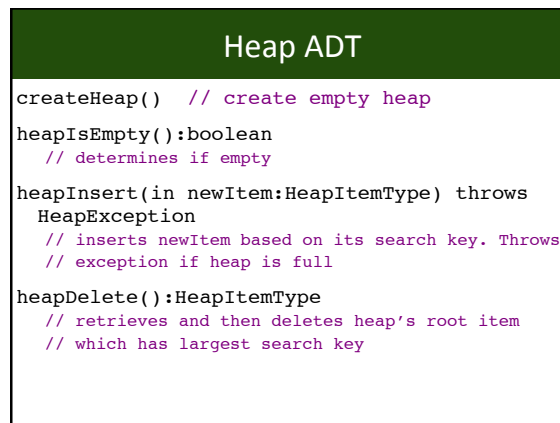 Heap ADT
createHeap()  // create empty heap
heapIsEmpty():boolean
// determines if empty
heapInsert(in newItem:HeapItemType) throws
HeapException
// inserts newItem based on its search key. Throws
// exception if heap is full
heapDelete():HeapItemType
// retrieves and then deletes heap’s root item
// which has largest search key